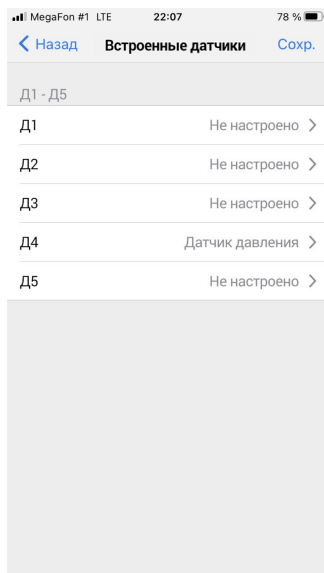 MegaFon #1 LTE 22:07 78 %
Назад Встроенные датчики Сохр.
Д1 - Д5
Д1 Не настроено
Д2 Не настроено
Д3 Не настроено
Д4 Датчик давления
Д5 Не настроено